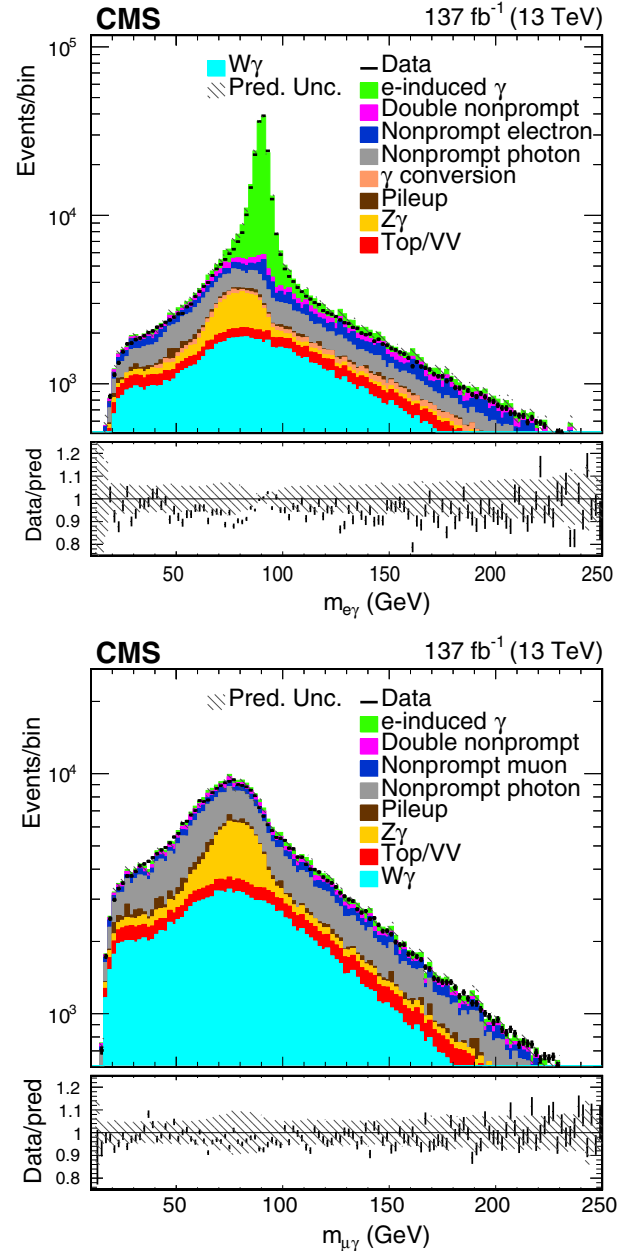 CMS 137 fb⁻¹ (13 TeV)
10⁵
10⁴
10³
Events/bin
Wγ
Pred. Unc.
Data
e-induced γ
Double nonprompt
Nonprompt electron
Nonprompt photon
γ conversion
Pileup
Zγ
Top/VV
Data/pred
1.2
1.1
1
0.9
0.8
50 100 150 200 250
m_eγ (GeV)
CMS 137 fb⁻¹ (13 TeV)
10⁴
10³
Events/bin
Pred. Unc.
Data
e-induced γ
Double nonprompt
Nonprompt muon
Nonprompt photon
Pileup
Zγ
Top/VV
Wγ
Data/pred
1.2
1.1
1
0.9
0.8
50 100 150 200 250
m_μγ (GeV)